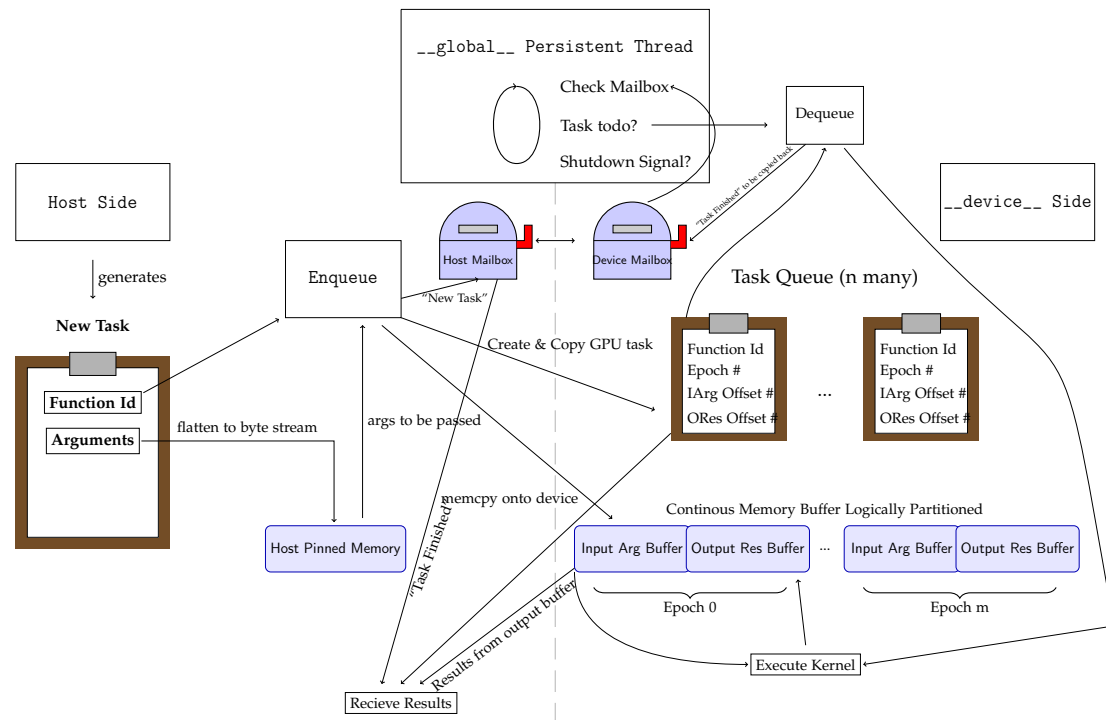 __global__ Persistent Thread
Check Mailbox
Task todo?
Shutdown Signal?
Dequeue
"Task Finished" to be copied back
Host Side
__device__ Side
generates
Enqueue
Host Mailbox
Device Mailbox
"New Task"
Task Queue (n many)
New Task
Function Id
Arguments
flatten to byte stream
args to be passed
Create & Copy GPU task
Function Id
Epoch #
IArg Offset #
ORes Offset #
...
Function Id
Epoch #
IArg Offset #
ORes Offset #
memcpy onto device
"Task Finished"
Host Pinned Memory
Continous Memory Buffer Logically Partitioned
Input Arg Buffer
Output Res Buffer
...
Input Arg Buffer
Output Res Buffer
Epoch 0
Epoch m
Results from output buffer
Execute Kernel
Recieve Results